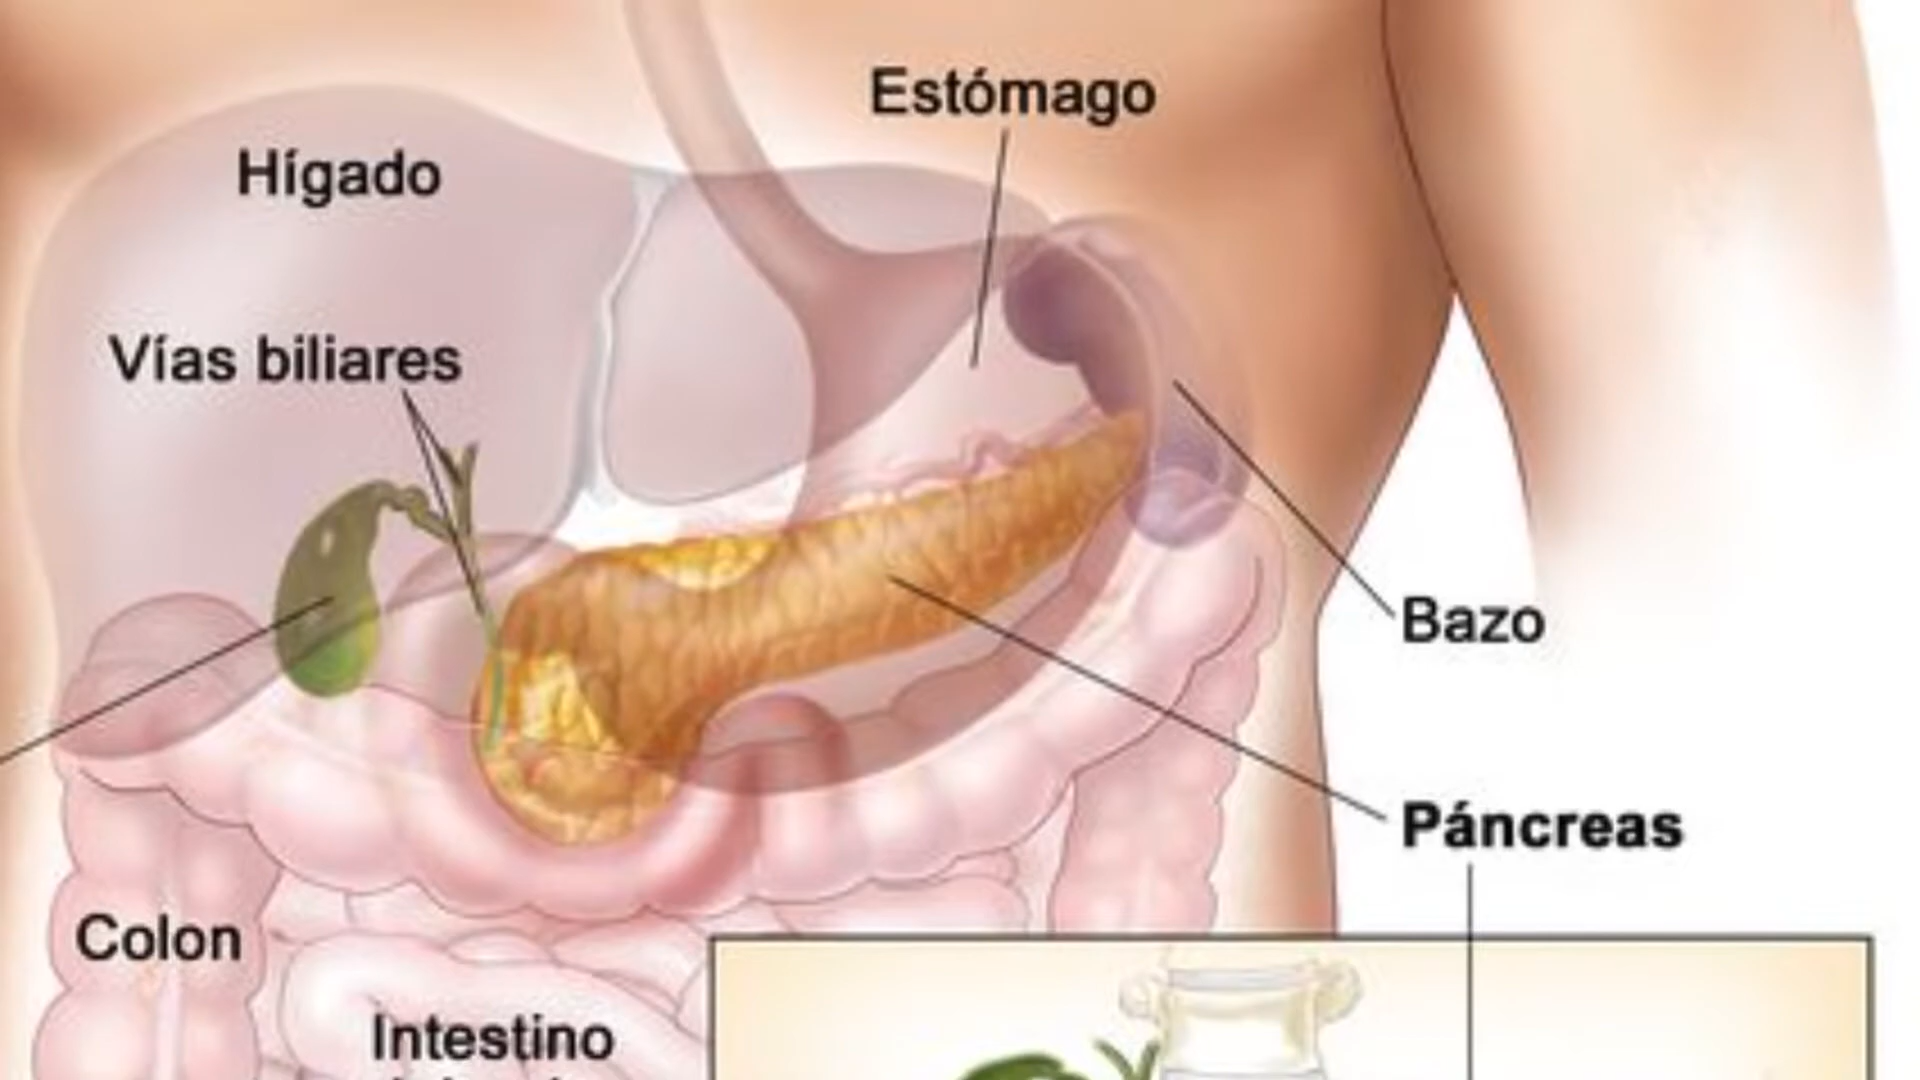 Estómago
Hígado
Vías biliares
Bazo
Páncreas
Colon
Intestino